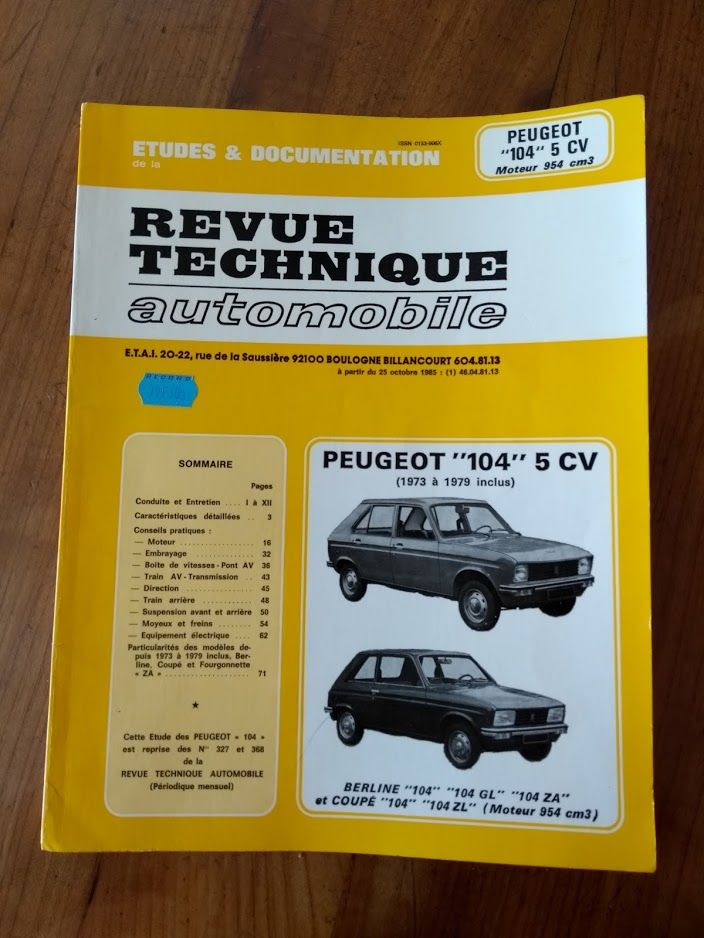 ETUDES & DOCUMENTATION
de la
ISSN 0153-906X
PEUGEOT
"104" 5 CV
Moteur 954 cm3
REVUE
TECHNIQUE
automobile
E.T.A.I. 20-22, rue de la Saussière 92100 BOULOGNE BILLANCOURT 604.81.13
à partir du 25 octobre 1985 : (1) 46.04.81.13
SOMMAIRE
Pages
Conduite et Entretien .... I à XII
Caractéristiques détaillées .. 3
Conseils pratiques :
— Moteur .................. 16
— Embrayage .............. 32
— Boite de vitesses - Pont AV 36
— Train AV - Transmission .. 43
— Direction ............... 45
— Train arrière ............ 48
— Suspension avant et arrière 50
— Moyeux et freins ........ 54
— Equipement électrique .... 62
Particularités des modèles de-
puis 1973 à 1979 inclus, Ber-
line, Coupé et Fourgonnette
« ZA » .................... 71
★
Cette Etude des PEUGEOT « 104 »
est reprise des N°s 327 et 368
de la
REVUE TECHNIQUE AUTOMOBILE
(Périodique mensuel)
PEUGEOT "104" 5 CV
(1973 à 1979 inclus)
BERLINE "104" "104 GL" "104 ZA"
et COUPÉ "104" "104 ZL" (Moteur 954 cm3)